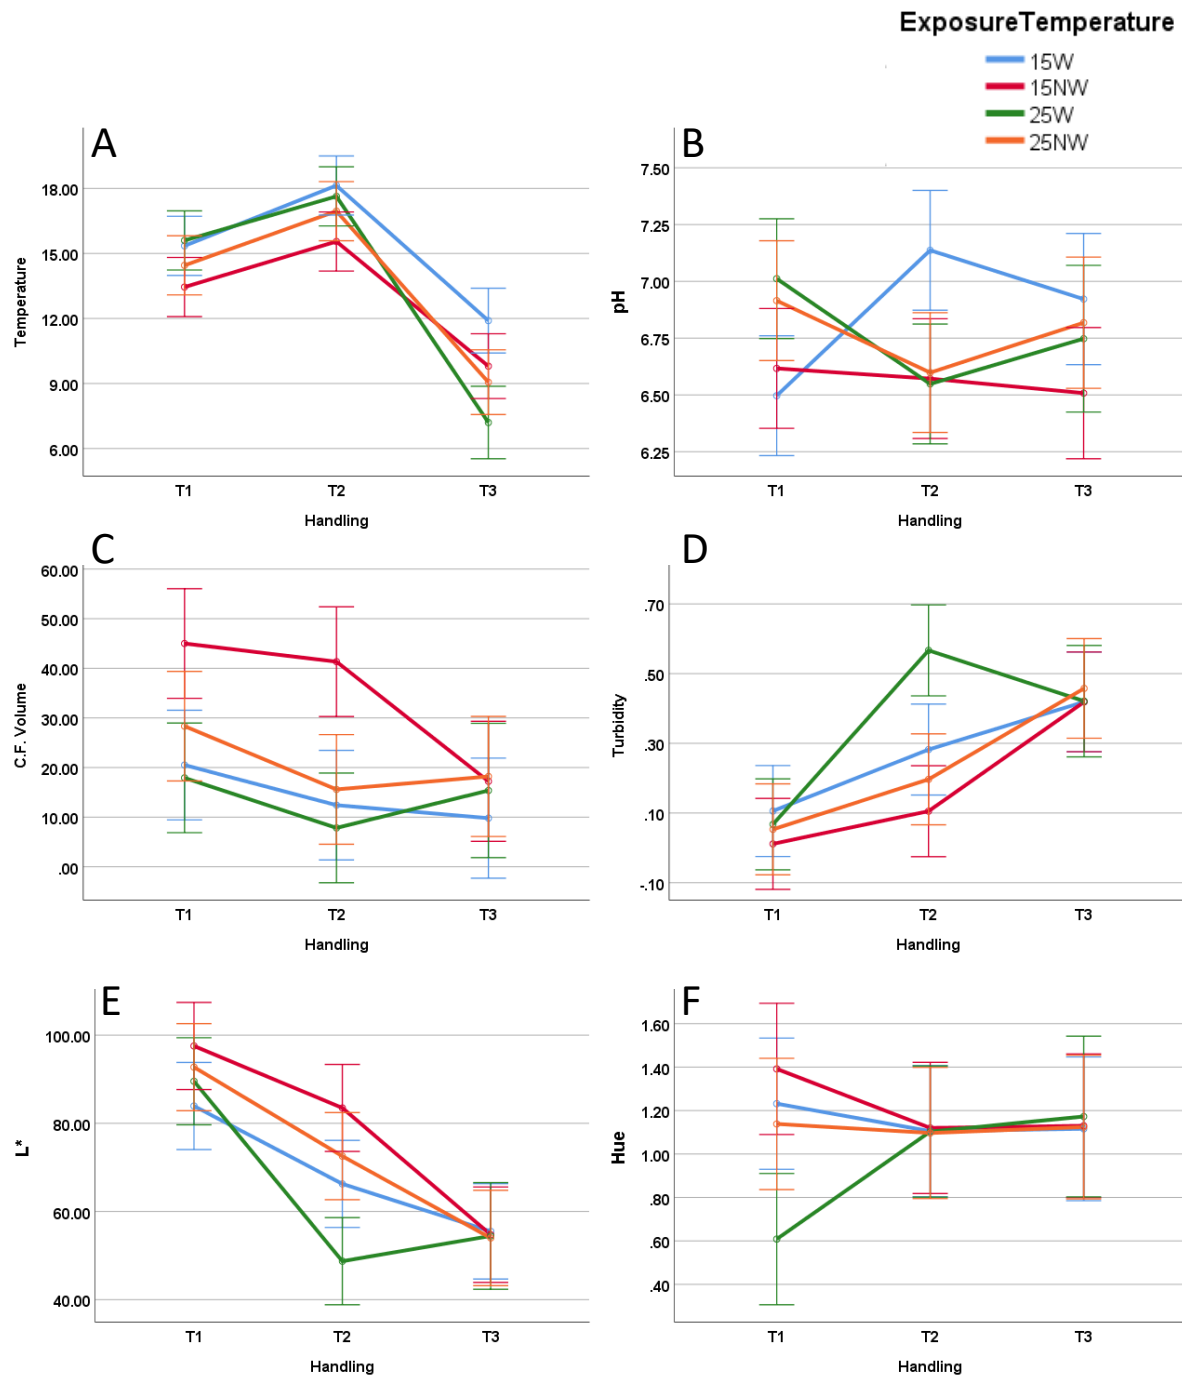 ExposureTemperature
15W
15NW
25W
25NW
A
18.00
15.00
12.00
9.00
6.00
Temperature
T1 T2 T3
Handling
B
7.50
7.25
7.00
6.75
6.50
6.25
pH
T1 T2 T3
Handling
C
60.00
50.00
40.00
30.00
20.00
10.00
.00
C.F. Volume
T1 T2 T3
Handling
D
.70
.50
.30
.10
-.10
Turbidity
T1 T2 T3
Handling
E
100.00
80.00
60.00
40.00
L*
T1 T2 T3
Handling
F
1.60
1.40
1.20
1.00
.80
.60
.40
Hue
T1 T2 T3
Handling